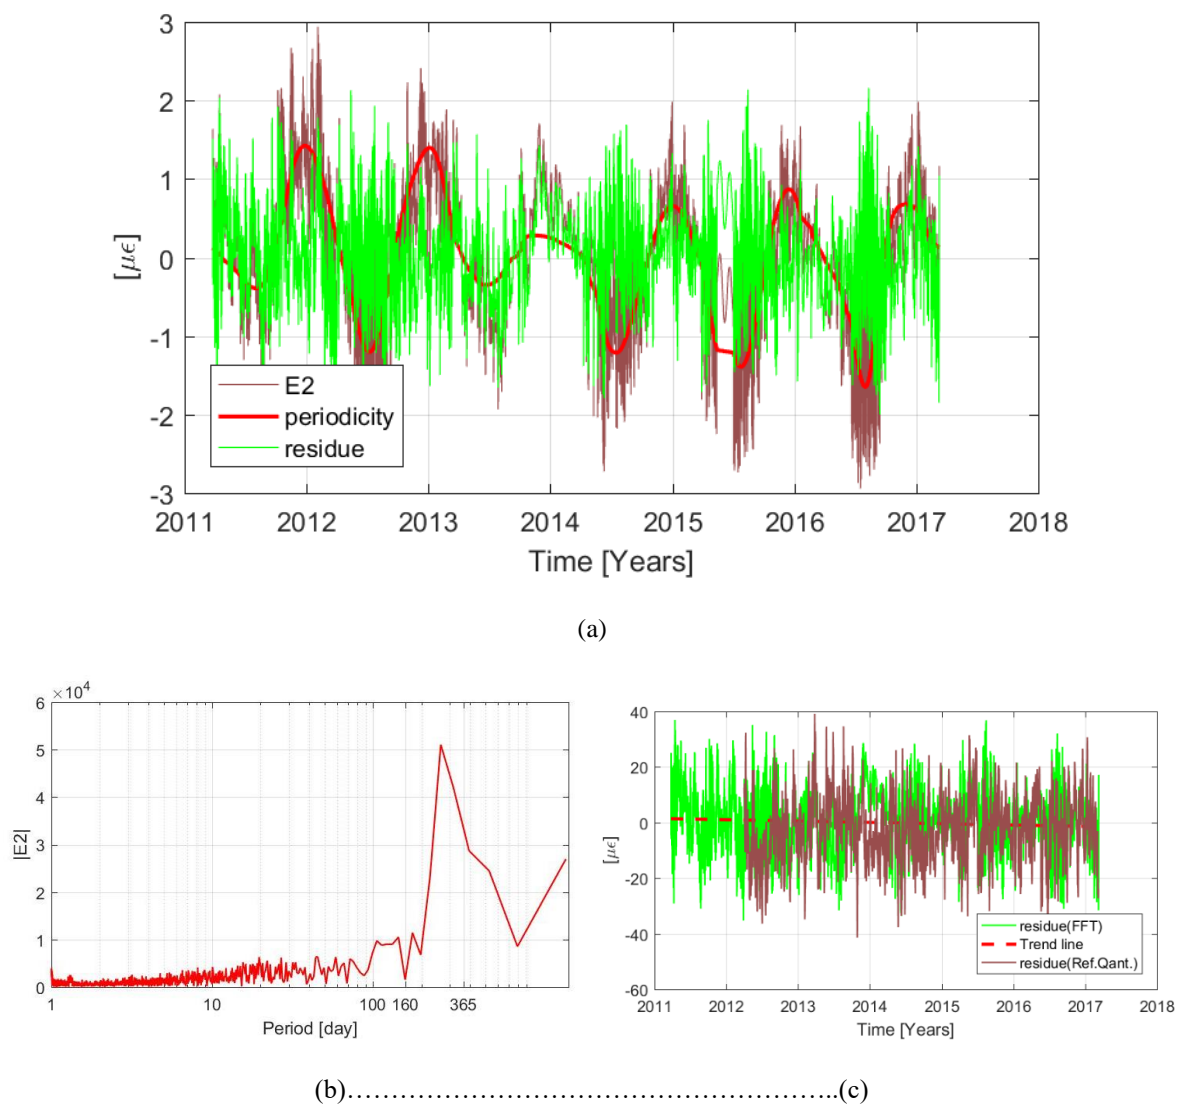 3
2
1
0
-1
-2
-3
[μϵ]
E2
periodicity
residue
2011 2012 2013 2014 2015 2016 2017 2018
Time [Years]
(a)
×10⁴
6
5
4
3
2
1
0
|E2|
1 10 100 160 365
Period [day]
40
20
0
-20
-40
-60
[μϵ]
residue(FFT)
Trend line
residue(Ref.Qant.)
2011 2012 2013 2014 2015 2016 2017 2018
Time [Years]
(b)…………………………………………………..(c)